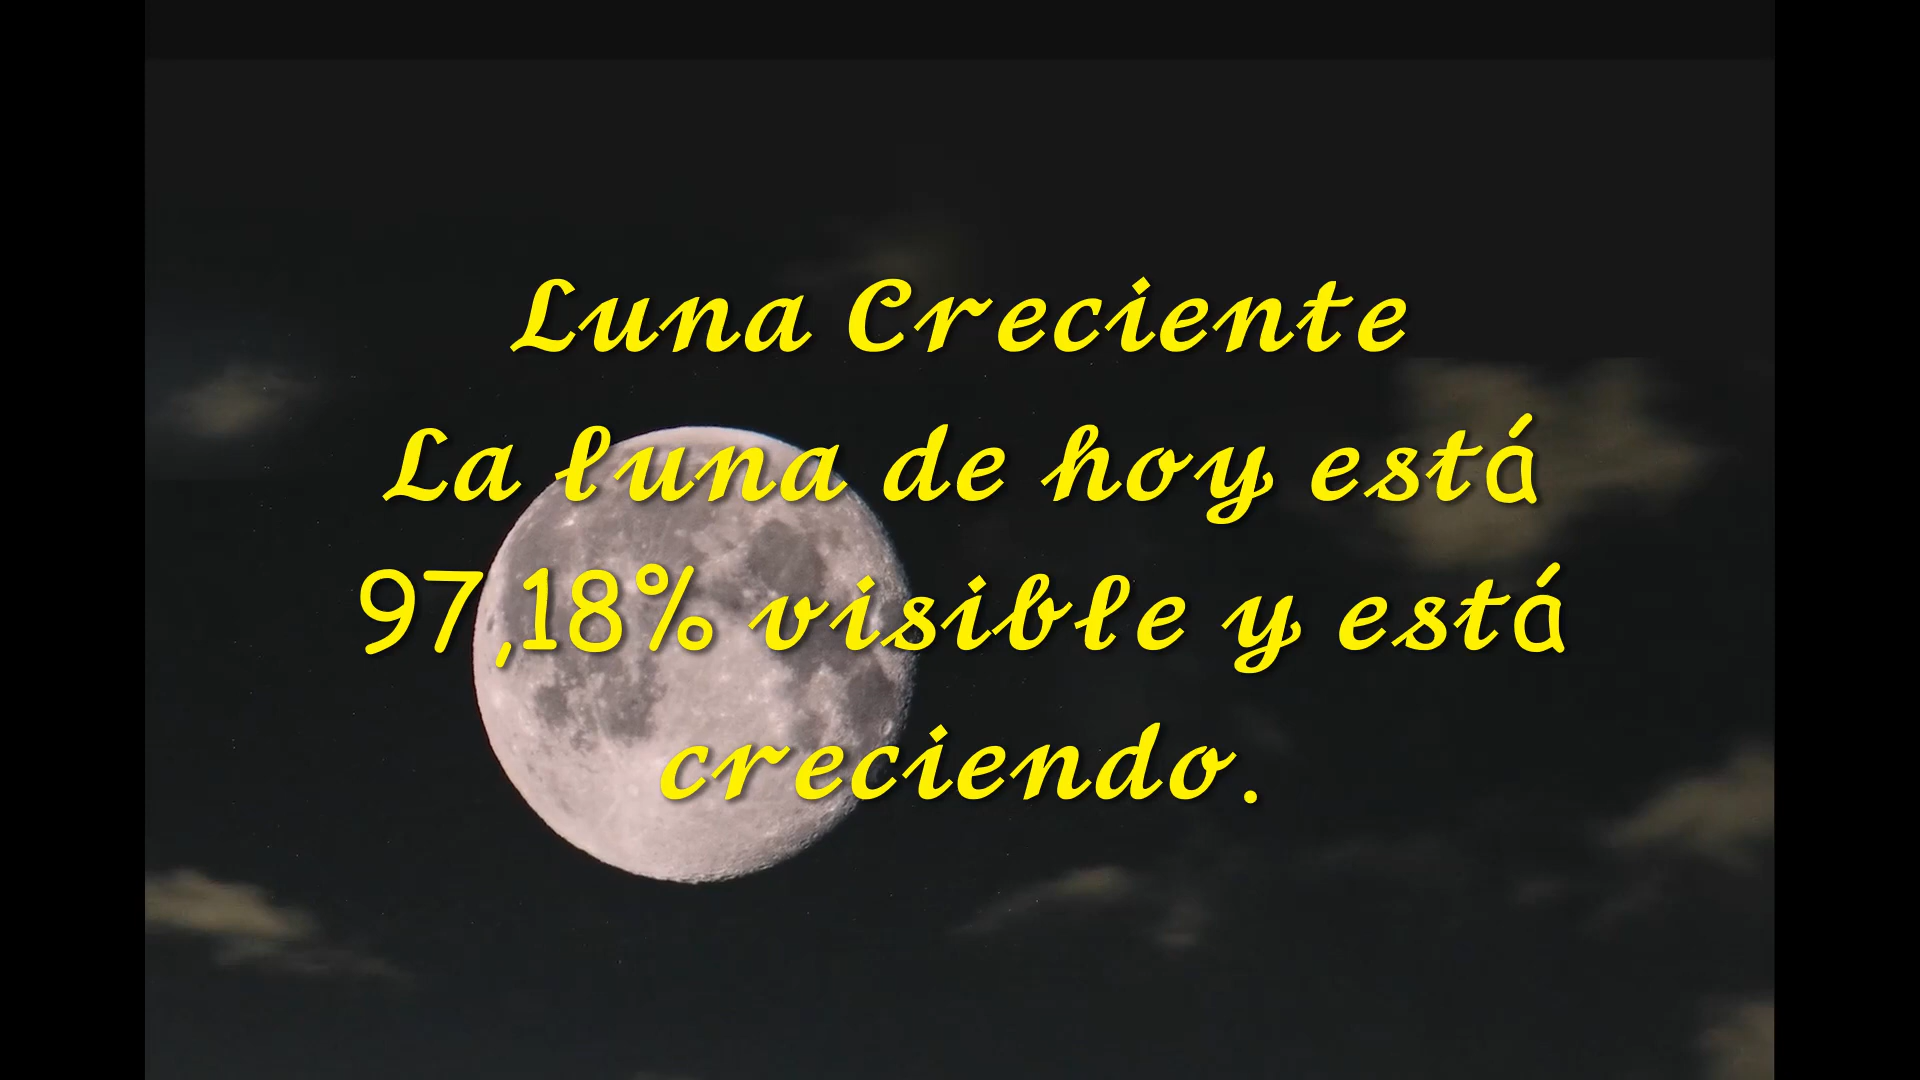 Luna Creciente
La luna de hoy está
97,18% visible y está
creciendo.